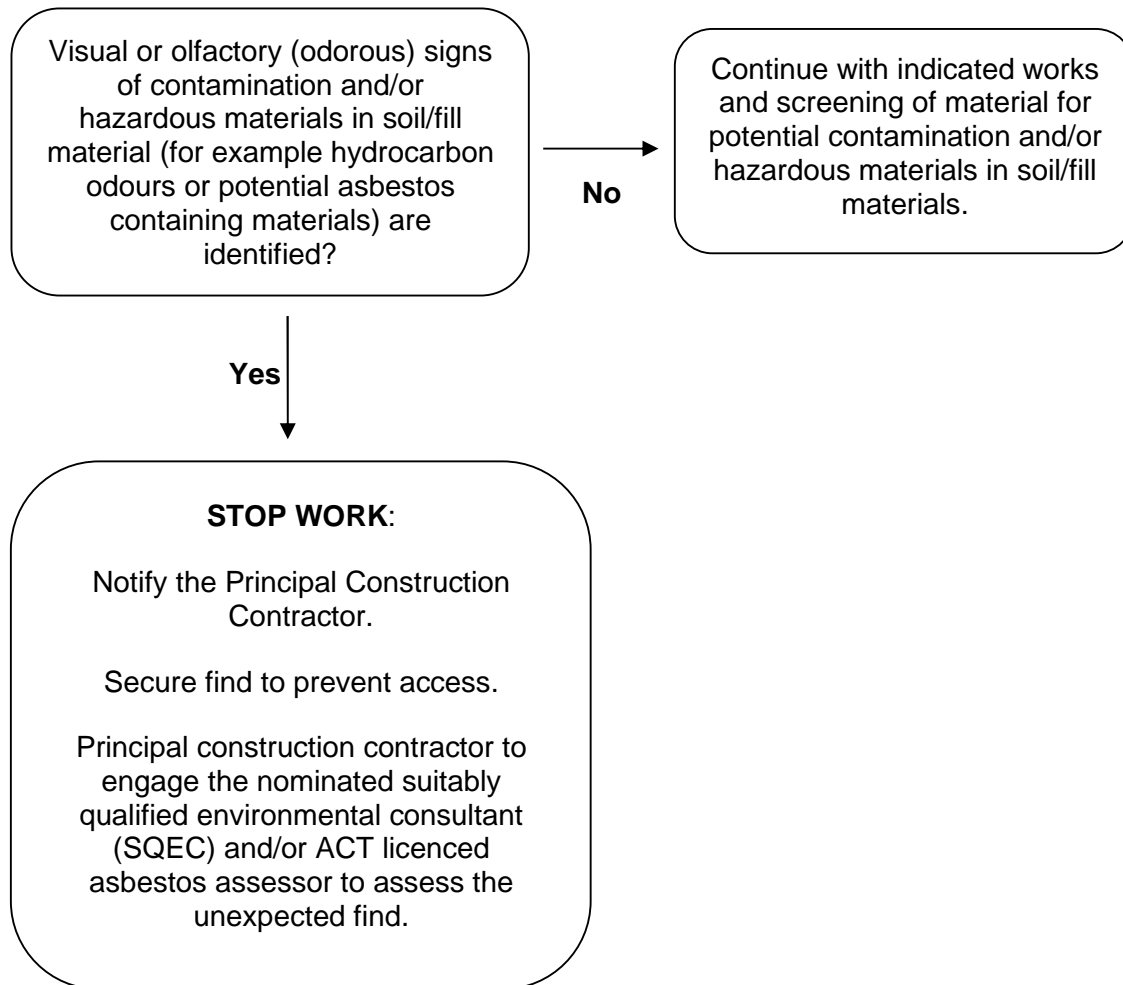 Visual or olfactory (odorous) signs
of contamination and/or
hazardous materials in soil/fill
material (for example hydrocarbon
odours or potential asbestos
containing materials) are
identified?
No
Continue with indicated works
and screening of material for
potential contamination and/or
hazardous materials in soil/fill
materials.
Yes
STOP WORK:
Notify the Principal Construction
Contractor.
Secure find to prevent access.
Principal construction contractor to
engage the nominated suitably
qualified environmental consultant
(SQEC) and/or ACT licenced
asbestos assessor to assess the
unexpected find.